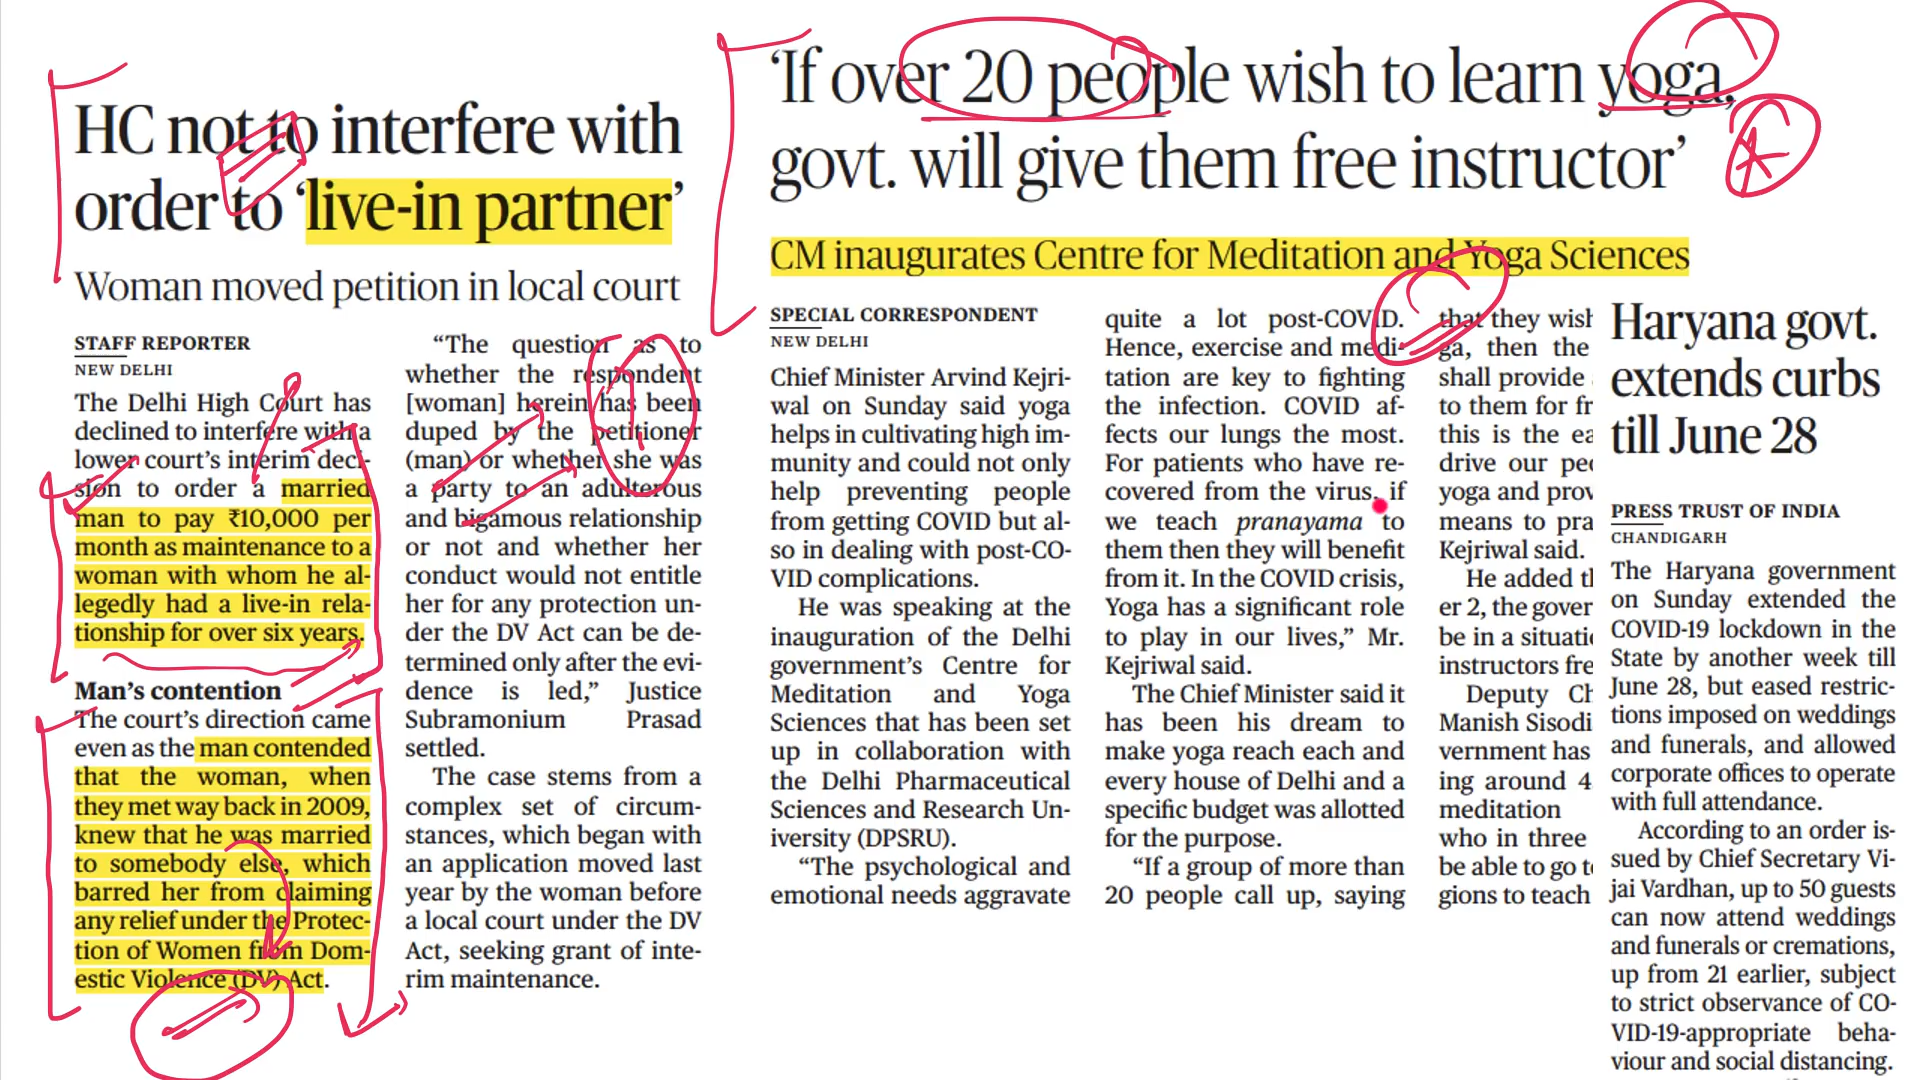 HC not to interfere with
order to ‘live-in partner’
Woman moved petition in local court
STAFF REPORTER
NEW DELHI
The Delhi High Court has
declined to interfere with a
lower court’s interim deci-
sion to order a married
man to pay ₹10,000 per
month as maintenance to a
woman with whom he al-
legedly had a live-in rela-
tionship for over six years.
Man’s contention
The court’s direction came
even as the man contended
that the woman, when
they met way back in 2009,
knew that he was married
to somebody else, which
barred her from claiming
any relief under the Protec-
tion of Women from Dom-
estic Violence (DV) Act.
“The question as to
whether the respondent
[woman] herein has been
duped by the petitioner
(man) or whether she was
a party to an adulterous
and bigamous relationship
or not and whether her
conduct would not entitle
her for any protection un-
der the DV Act can be de-
termined only after the evi-
dence is led,” Justice
Subramonium Prasad
settled.
The case stems from a
complex set of circum-
stances, which began with
an application moved last
year by the woman before
a local court under the DV
Act, seeking grant of inte-
rim maintenance.
‘If over 20 people wish to learn yoga,
govt. will give them free instructor’
CM inaugurates Centre for Meditation and Yoga Sciences
SPECIAL CORRESPONDENT
NEW DELHI
Chief Minister Arvind Kejri-
wal on Sunday said yoga
helps in cultivating high im-
munity and could not only
help preventing people
from getting COVID but al-
so in dealing with post-CO-
VID complications.
He was speaking at the
inauguration of the Delhi
government’s Centre for
Meditation and Yoga
Sciences that has been set
up in collaboration with
the Delhi Pharmaceutical
Sciences and Research Un-
iversity (DPSRU).
“The psychological and
emotional needs aggravate
quite a lot post-COVID.
Hence, exercise and medi-
tation are key to fighting
the infection. COVID af-
fects our lungs the most.
For patients who have re-
covered from the virus, if
we teach pranayama to
them then they will benefit
from it. In the COVID crisis,
Yoga has a significant role
to play in our lives,” Mr.
Kejriwal said.
The Chief Minister said it
has been his dream to
make yoga reach each and
every house of Delhi and a
specific budget was allotted
for the purpose.
“If a group of more than
20 people call up, saying
that they wish
ga, then the
shall provide
to them for fr
this is the ea
drive our peo
yoga and prov
means to pra
Kejriwal said.
He added tl
er 2, the gover
be in a situati
instructors fre
Deputy Ch
Manish Sisodi
vernment has
ing around 4
meditation
who in three
be able to go to
gions to teach
Haryana govt.
extends curbs
till June 28
PRESS TRUST OF INDIA
CHANDIGARH
The Haryana government
on Sunday extended the
COVID-19 lockdown in the
State by another week till
June 28, but eased restric-
tions imposed on weddings
and funerals, and allowed
corporate offices to operate
with full attendance.
According to an order is-
sued by Chief Secretary Vi-
jai Vardhan, up to 50 guests
can now attend weddings
and funerals or cremations,
up from 21 earlier, subject
to strict observance of CO-
VID-19-appropriate beha-
viour and social distancing.